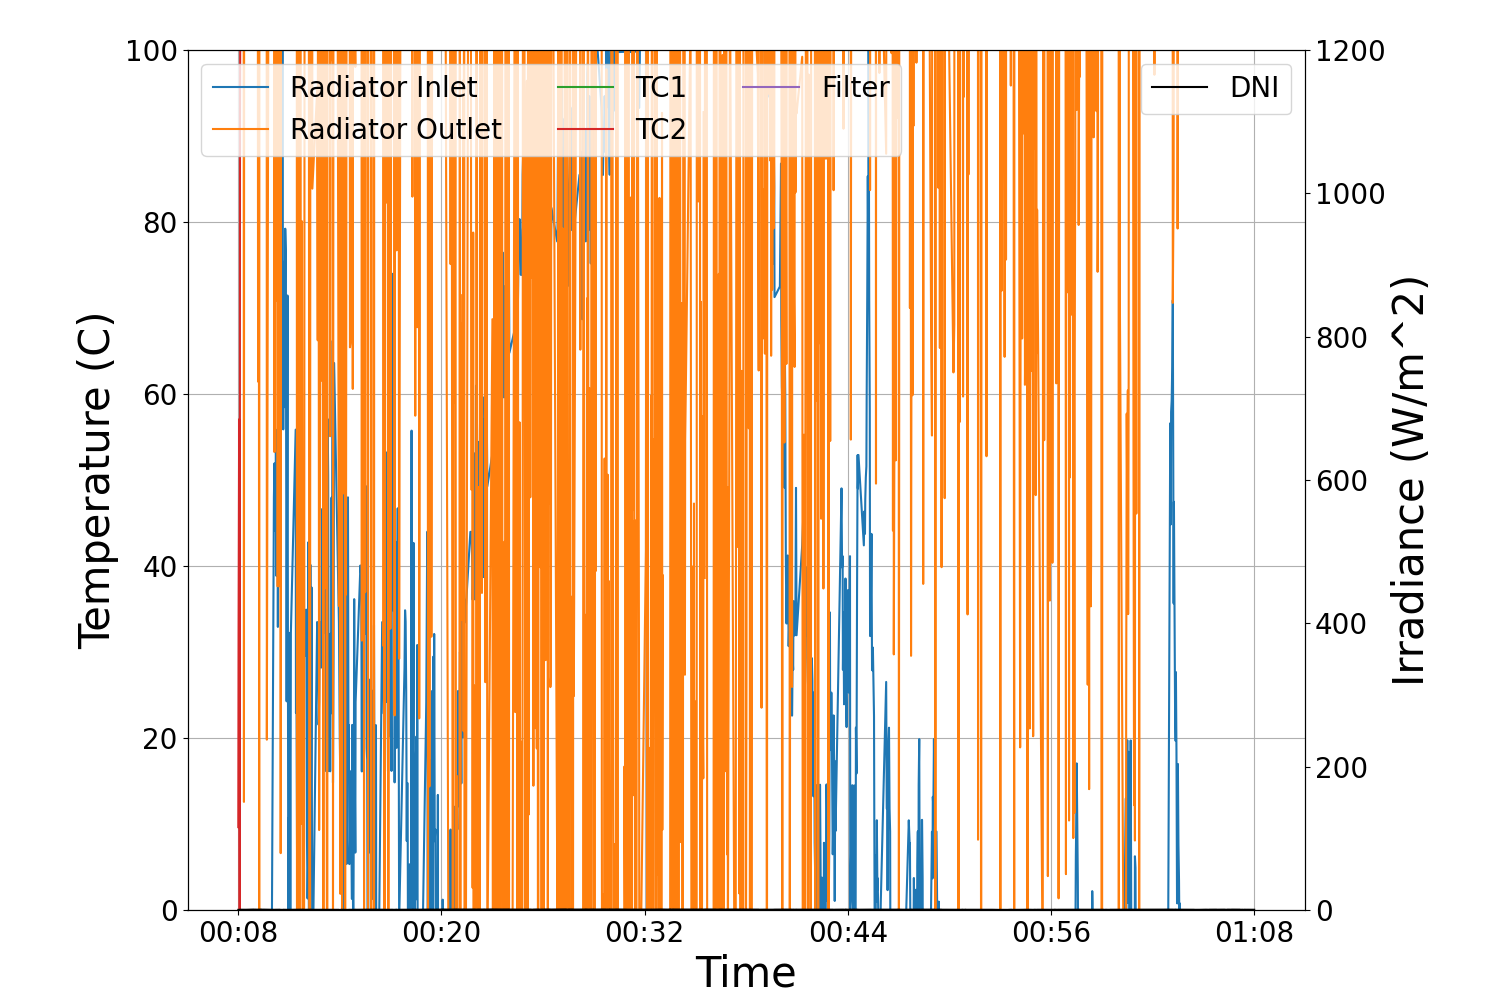 100
80
60
40
20
0
Temperature (C)
Radiator Inlet
Radiator Outlet
TC1
TC2
Filter
DNI
1200
1000
800
600
400
200
0
Irradiance (W/m^2)
00:08
00:20
00:32
00:44
00:56
01:08
Time